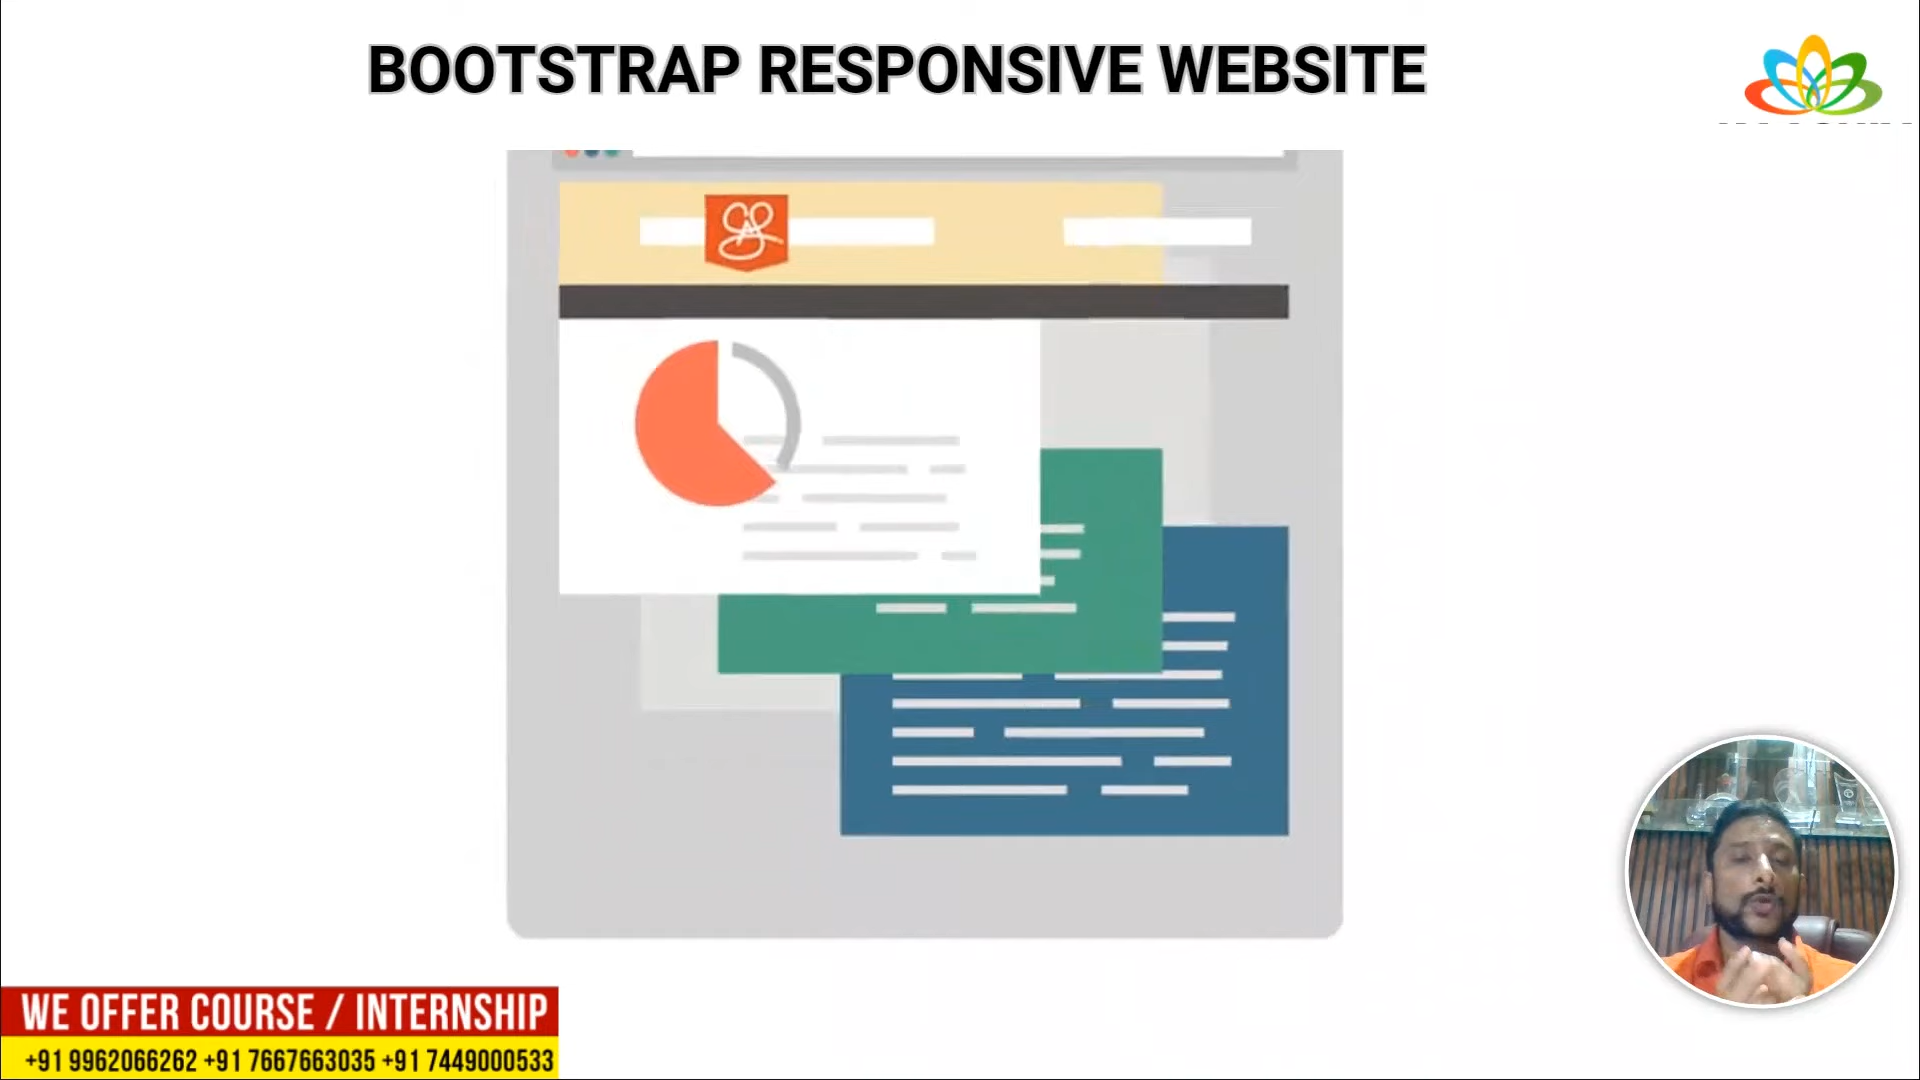 BOOTSTRAP RESPONSIVE WEBSITE
WE OFFER COURSE / INTERNSHIP
+91 9962066262 +91 7667663035 +91 7449000533